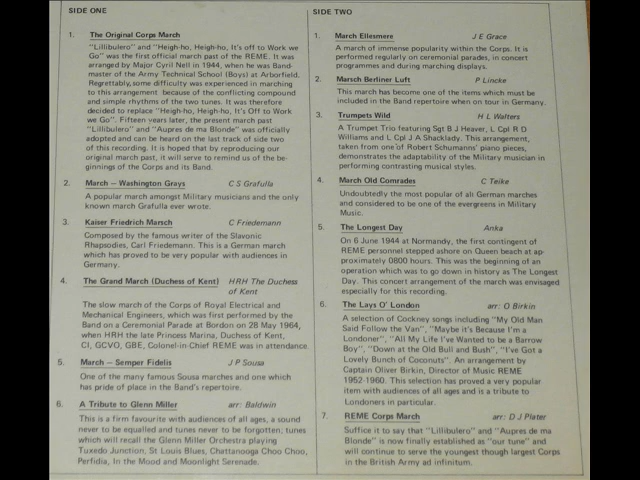 SIDE ONE
1. The Original Corps March
"Lillibulero" and "Heigh-ho, Heigh-ho, It's off to Work we
Go" was the first official march past of the REME. It was
arranged by Major Cyril Nell in 1944, when he was Band-
master of the Army Technical School (Boys) at Arborfield.
Regrettably, some difficulty was experienced in marching
to this arrangement because of the conflicting compound
and simple rhythms of the two tunes. It was therefore
decided to replace "Heigh-ho, Heigh-ho, It's Off to Work
we Go". Fifteen years later, the present march past
"Lillibulero" and "Aupres de ma Blonde" was officially
adopted and can be heard on the last track of side two
of this recording. It is hoped that by reproducing our
original march past, it will serve to remind us of the be-
ginnings of the Corps and its Band.
2. March — Washington Grays C S Grafulla
A popular march amongst Military musicians and the only
known march Grafulla ever wrote.
3. Kaiser Friedrich Marsch C Friedemann
Composed by the famous writer of the Slavonic
Rhapsodies, Carl Friedemann. This is a German march
which has proved to be very popular with audiences in
Germany.
4. The Grand March (Duchess of Kent) HRH The Duchess
of Kent
The slow march of the Corps of Royal Electrical and
Mechanical Engineers, which was first performed by the
Band on a Ceremonial Parade at Bordon on 28 May 1964,
when HRH the late Princess Marina, Duchess of Kent,
CI, GCVO, GBE, Colonel-in-Chief REME was in attendance.
5. March — Semper Fidelis J P Sousa
One of the many famous Sousa marches and one which
has pride of place in the Band's repertoire.
6. A Tribute to Glenn Miller arr: Baldwin
This is a firm favourite with audiences of all ages, a sound
never to be equalled and tunes never to be forgotten; tunes
which will recall the Glenn Miller Orchestra playing
Tuxedo Junction, St Louis Blues, Chattanooga Choo Choo,
Perfidia, In the Mood and Moonlight Serenade.
SIDE TWO
1. March Ellesmere J E Grace
A march of immense popularity within the Corps. It is
performed regularly on ceremonial parades, in concert
programmes and during marching displays.
2. Marsch Berliner Luft P Lincke
This march has become one of the items which must be
included in the Band repertoire when on tour in Germany.
3. Trumpets Wild H L Walters
A Trumpet Trio featuring Sgt B J Heaver, L Cpl R D
Williams and L Cpl J A Shacklady. This arrangement,
taken from one of Robert Schumanns' piano pieces,
demonstrates the adaptability of the Military musician in
performing contrasting musical styles.
4. March Old Comrades C Teike
Undoubtedly the most popular of all German marches
and considered to be one of the evergreens in Military
Music.
5. The Longest Day Anka
On 6 June 1944 at Normandy, the first contingent of
REME personnel stepped ashore on Queen beach at ap-
proximately 0800 hours. This was the beginning of an
operation which was to go down in history as The Longest
Day. This concert arrangement of the march was envisaged
especially for this recording.
6. The Lays O' London arr: O Birkin
A selection of Cockney songs including "My Old Man
Said Follow the Van", "Maybe it's Because I'm a
Londoner", "All My Life I've Wanted to be a Barrow
Boy", "Down at the Old Bull and Bush", "I've Got a
Lovely Bunch of Coconuts". An arrangement by
Captain Oliver Birkin, Director of Music REME
1952-1960. This selection has proved a very popular
item with audiences of all ages and is a tribute to
Londoners in particular.
7. REME Corps March arr: D J Plater
Suffice it to say that "Lillibulero" and "Aupres de ma
Blonde" is now finally established as "our tune" and
will continue to serve the youngest though largest Corps
in the British Army ad infinitum.